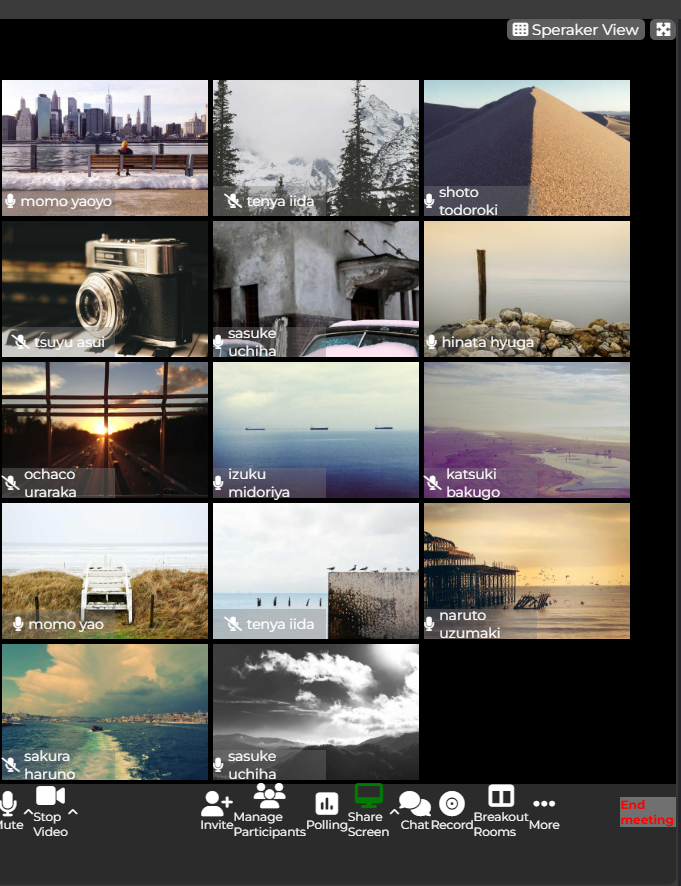 Speraker View
momo yaoyo
tenya iida
shoto
todoroki
tsuyu asui
sasuke
uchiha
hinata hyuga
ochaco
uraraka
izuku
midoriya
katsuki
bakugo
momo yao
tenya iida
naruto
uzumaki
sakura
haruno
sasuke
uchiha
Mute
Stop
Video
Invite
Manage
Participants
Polling
Share
Screen
Chat
Record
Breakout
Rooms
More
End
meeting